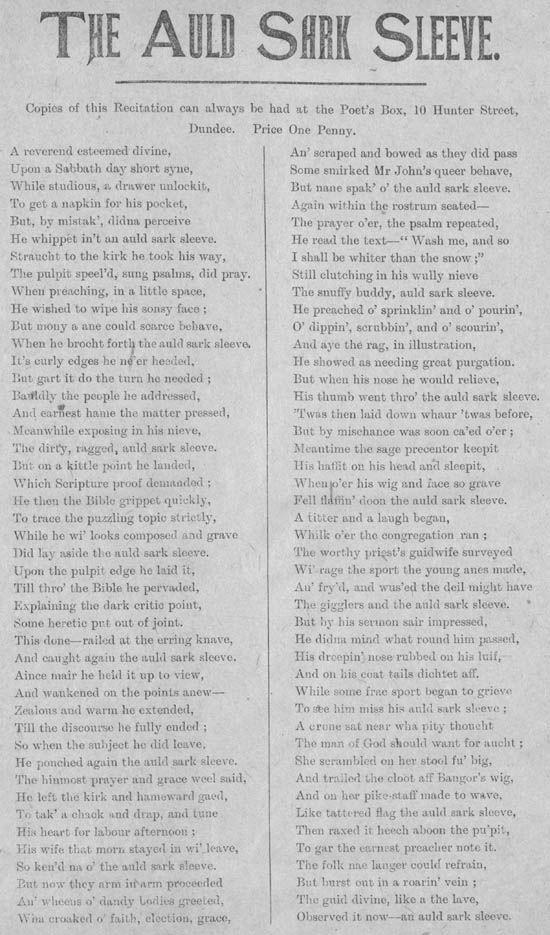 THE AULD SARK SLEEVE.
Copies of this Recitation can always be had at the Poet's Box, 10 Hunter Street,
Dundee. Price One Penny.
A reverend esteemed divine,
Upon a Sabbath day short syne,
While studious, a drawer unlockit,
To get a napkin for his pocket,
But, by mistak', didna perceive
He whippet in't an auld sark sleeve.
Straucht to the kirk he took his way,
The pulpit speel'd, sung psalms, did pray.
When preaching, in a little space,
He wished to wipe his sonsy face ;
But mony a ane could scarce behave,
When he brocht forth the auld sark sleeve.
It's curly edges he ne'er heeded,
But gart it do the turn he needed ;
Bauldly the people he addressed,
And earnest hame the matter pressed,
Meanwhile exposing in his nieve,
The dirty, ragged, auld sark sleeve.
But on a kittle point he landed,
Which Scripture proof demanded ;
He then the Bible grippet quickly,
To trace the puzzling topic strictly,
While he wi' looks composed and grave
Did lay aside the auld sark sleeve.
Upon the pulpit edge he laid it,
Till thro' the Bible he pervaded,
Explaining the dark critic point,
Some heretic put out of joint.
This done—railed at the erring knave,
And caught again the auld sark sleeve.
Aince mair he held it up to view,
And waukened on the points anew—
Zealous and warm he extended,
Till the discourse he fully ended ;
So when the subject he did leave,
He pouched again the auld sark sleeve.
The hinmost prayer and grace weel said,
He left the kirk and hameward gaed,
To tak' a chack and drap, and tune
His heart for labour afternoon ;
His wife that morn stayed in wi' leave,
So ken'd na o' the auld sark sleeve.
But now they arm in arm proceeded
An' wheens o' dandy bodies greeted,
Wha croaked o' faith, election, grace,
An' scraped and bowed as they did pass
Some smirked Mr John's queer behave,
But nane spak' o' the auld sark sleeve.
Again within the rostrum seated—
The prayer o'er, the psalm repeated,
He read the text—“ Wash me, and so
I shall be whiter than the snow ;”
Still clutching in his wully nieve
The snuffy buddy, auld sark sleeve.
He preached o' sprinklin' and o' pourin',
O' dippin', scrubbin', and o' scourin',
And aye the rag, in illustration,
He showed as needing great purgation.
But when his nose he would relieve,
His thumb went thro' the auld sark sleeve.
'Twas then laid down whaur 'twas before,
But by mischance was soon ca'ed o'er ;
Meantime the sage precentor keepit
His haffit on his head and sleepit,
When o'er his wig and face so grave
Fell flaffin' doon the auld sark sleeve.
A titter and a laugh began,
Whilk o'er the congregation ran ;
The worthy priest's guidwife surveyed
Wi' rage the sport the young anes made,
An' fry'd, and wus'ed the deil might have
The gigglers and the auld sark sleeve.
But by his sermon sair impressed,
He didna mind what round him passed,
His dreepin' nose rubbed on his luif,
And on his coat tails dichtet aff.
While some frae sport began to grieve
To see him miss his auld sark sleeve ;
A crone sat near wha pity thoucht
The man of God should want for aucht ;
She scrambled on her stool fu' big,
And trailed the cloot aff Bangor's wig,
And on her pike-staff made to wave,
Like tattered flag the auld sark sleeve,
Then raxed it heech aboon the pu'pit,
To gar the earnest preacher note it.
The folk nae langer could refrain,
But burst out in a roarin' vein ;
The guid divine, like a the lave,
Observed it now—an auld sark sleeve.